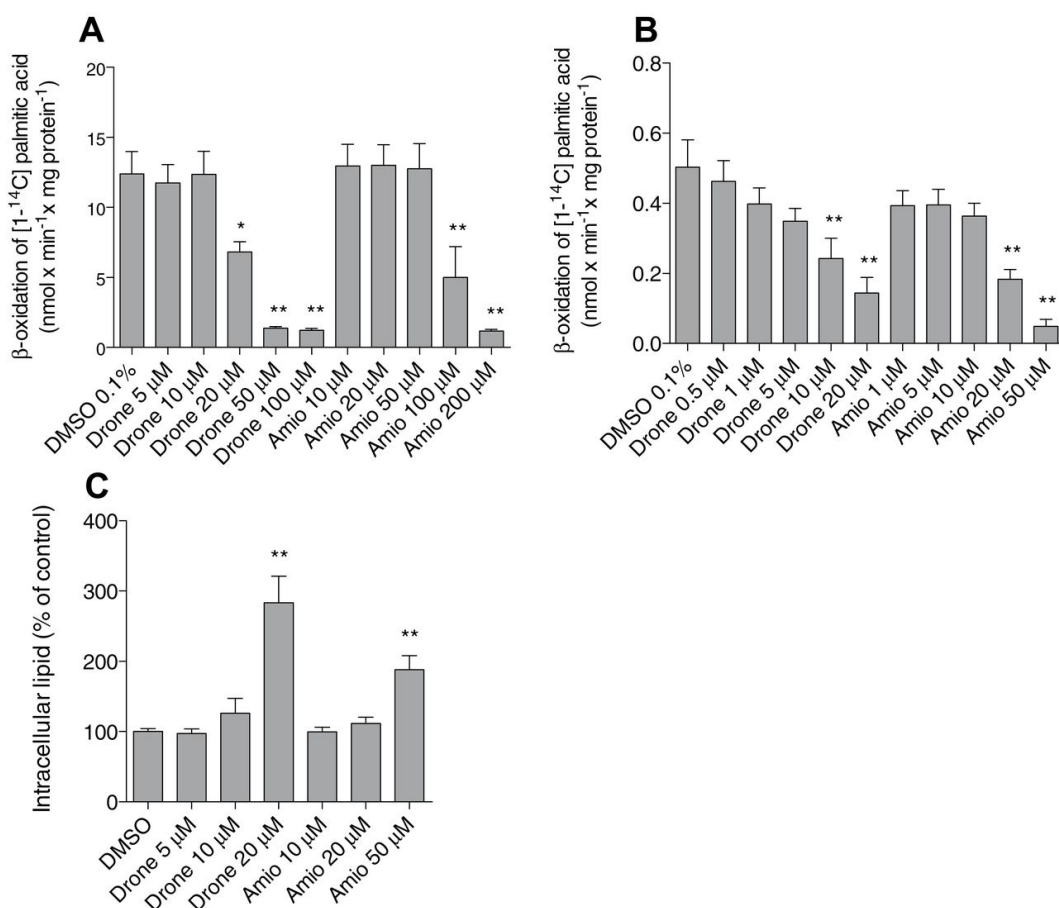 A
β-oxidation of [1-¹⁴C] palmitic acid
(nmol x min⁻¹ x mg protein⁻¹)
20
15
10
5
0
*
**
**
**
**
DMSO 0.1%
Drone 5 μM
Drone 10 μM
Drone 20 μM
Drone 50 μM
Drone 100 μM
Amio 10 μM
Amio 20 μM
Amio 50 μM
Amio 100 μM
Amio 200 μM
B
β-oxidation of [1-¹⁴C] palmitic acid
(nmol x min⁻¹ x mg protein⁻¹)
0.8
0.6
0.4
0.2
0.0
**
**
**
**
DMSO 0.1%
Drone 0.5 μM
Drone 1 μM
Drone 5 μM
Drone 10 μM
Drone 20 μM
Amio 1 μM
Amio 5 μM
Amio 10 μM
Amio 20 μM
Amio 50 μM
C
Intracellular lipid (% of control)
400
300
200
100
0
**
**
DMSO
Drone 5 μM
Drone 10 μM
Drone 20 μM
Amio 10 μM
Amio 20 μM
Amio 50 μM